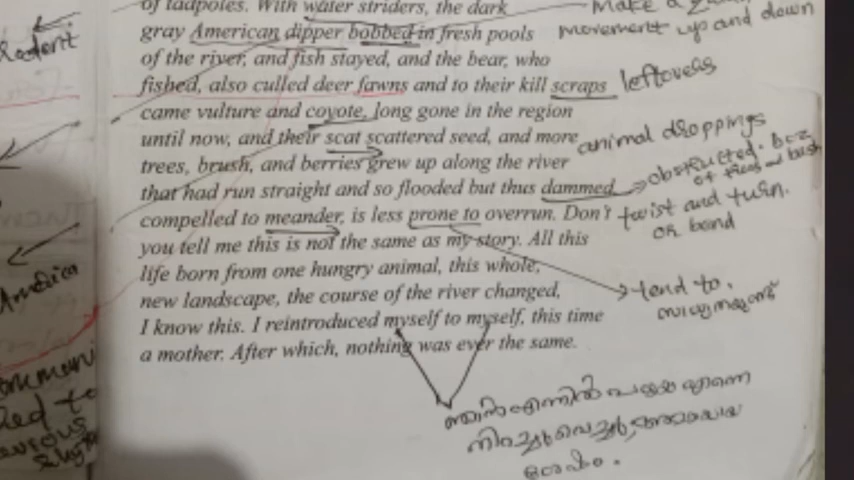 of tadpoles. With water striders, the dark
Make a
gray American dipper bobbed in fresh pools
movement up and down
Rodent
of the river, and fish stayed, and the bear, who
fished, also culled deer fawns and to their kill scraps
leftovers
came vulture and coyote, long gone in the region
until now, and their scat scattered seed, and more
animal droppings
trees, brush, and berries grew up along the river
obstructed. bcz
of trees and bush
that had run straight and so flooded but thus dammed
compelled to meander, is less prone to overrun. Don't
twist and turn.
or bend
you tell me this is not the same as my story. All this
life born from one hungry animal, this whole,
America
new landscape, the course of the river changed,
tend to.
I know this. I reintroduced myself to myself, this time
a mother. After which, nothing was ever the same.
ഞാൻ എന്നിൽ
ശേഷം.